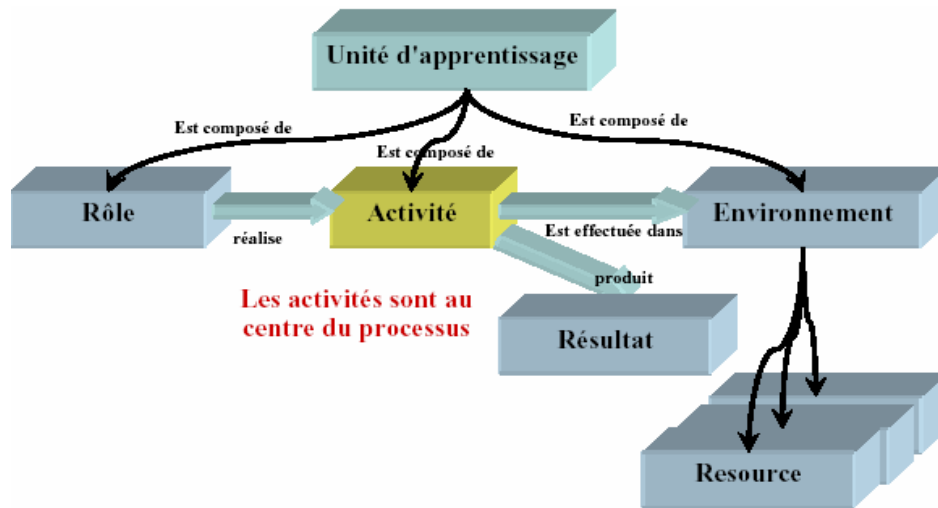 Unité d'apprentissage
Est composé de
Est composé de
Est composé de
Rôle
Activité
Environnement
réalise
Est effectuée dans
produit
Les activités sont au
centre du processus
Résultat
Resource